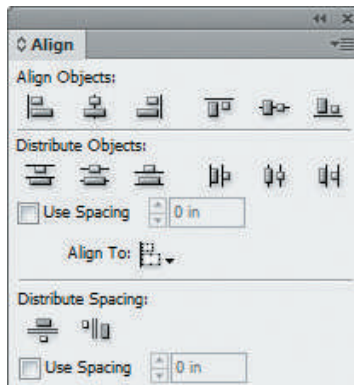 Align
Align Objects:
Distribute Objects:
Use Spacing 0 in
Align To:
Distribute Spacing:
Use Spacing 0 in